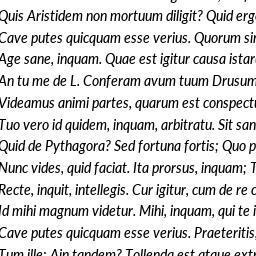 Quis Aristidem non mortuum diligit? Quid erg
Cave putes quicquam esse verius. Quorum sin
Age sane, inquam. Quae est igitur causa istar
An tu me de L. Conferam avum tuum Drusum
Videamus animi partes, quarum est conspectu
Tuo vero id quidem, inquam, arbitratu. Sit san
Quid de Pythagora? Sed fortuna fortis; Quo p
Nunc vides, quid faciat. Ita prorsus, inquam; T
Recte, inquit, intellegis. Cur igitur, cum de re c
Id mihi magnum videtur. Mihi, inquam, qui te i
Cave putes quicquam esse verius. Praeteritis,
Tum ille: Ain tandem? Tollenda est atque extr